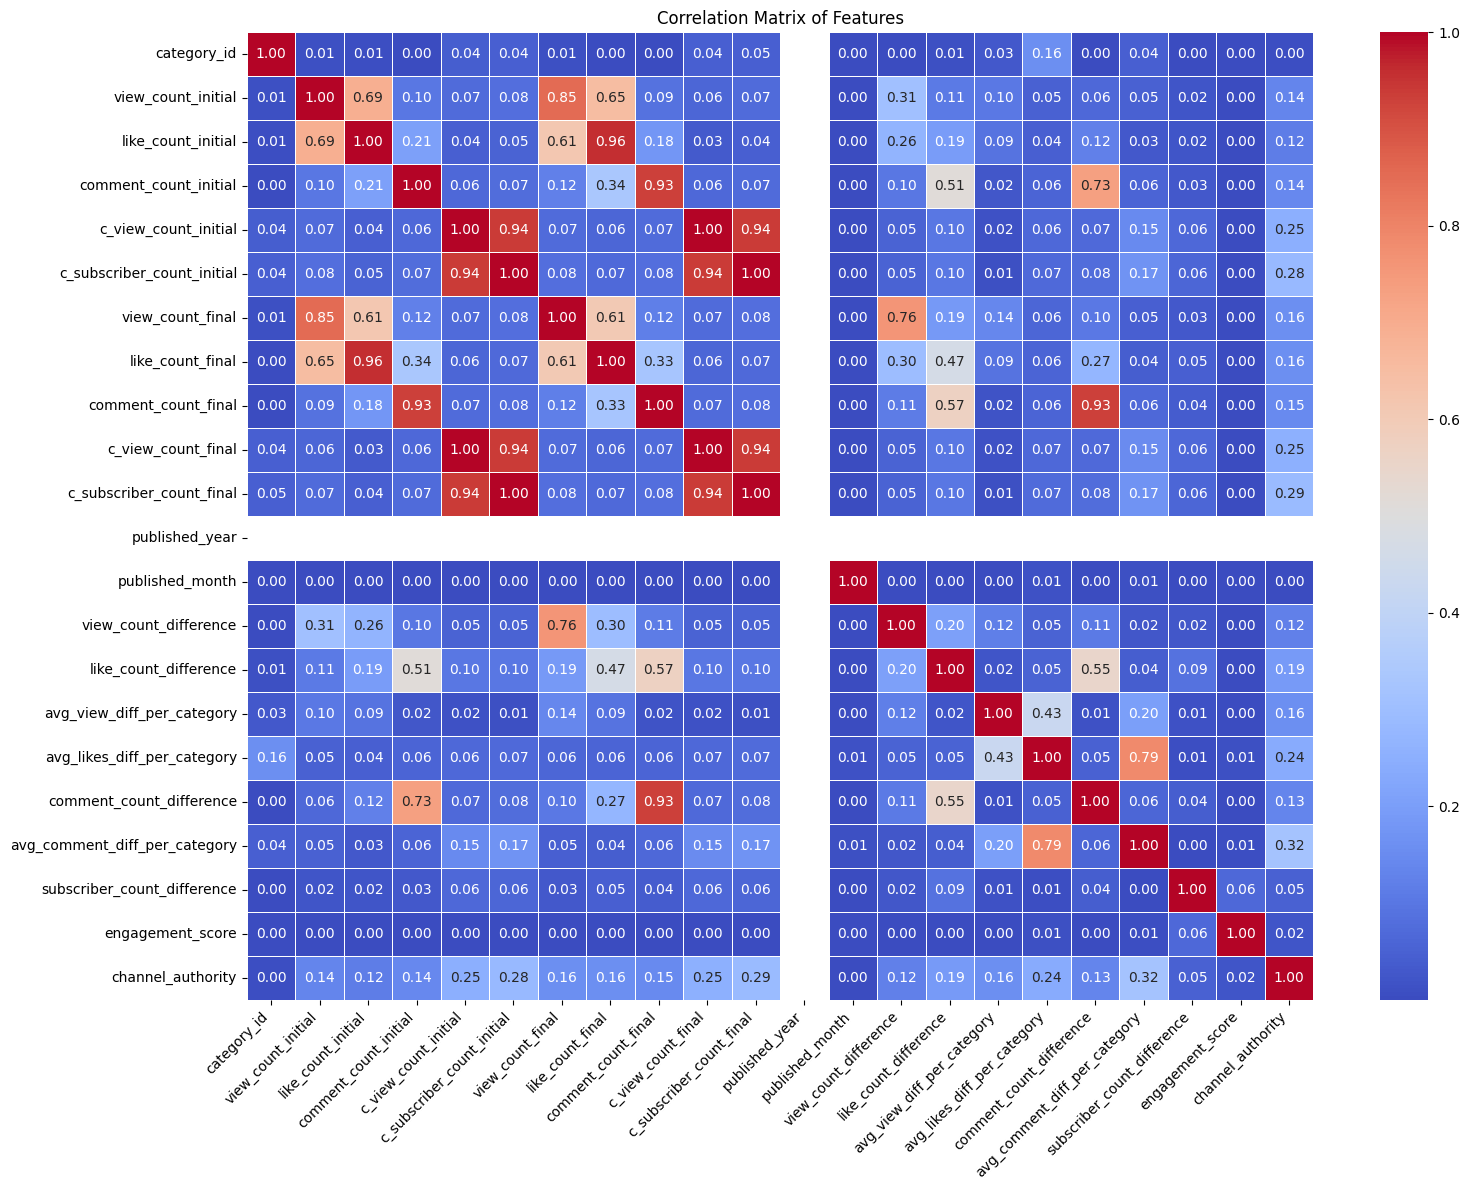 Correlation Matrix of Features
category_id 1.00 0.01 0.01 0.00 0.04 0.04 0.01 0.00 0.00 0.04 0.05 0.00 0.00 0.01 0.03 0.16 0.00 0.04 0.00 0.00 0.00
view_count_initial 0.01 1.00 0.69 0.10 0.07 0.08 0.85 0.65 0.09 0.06 0.07 0.00 0.31 0.11 0.10 0.05 0.06 0.05 0.02 0.00 0.14
like_count_initial 0.01 0.69 1.00 0.21 0.04 0.05 0.61 0.96 0.18 0.03 0.04 0.00 0.26 0.19 0.09 0.04 0.12 0.03 0.02 0.00 0.12
comment_count_initial 0.00 0.10 0.21 1.00 0.06 0.07 0.12 0.34 0.93 0.06 0.07 0.00 0.10 0.51 0.02 0.06 0.73 0.06 0.03 0.00 0.14
c_view_count_initial 0.04 0.07 0.04 0.06 1.00 0.94 0.07 0.06 0.07 1.00 0.94 0.00 0.05 0.10 0.02 0.06 0.07 0.15 0.06 0.00 0.25
c_subscriber_count_initial 0.04 0.08 0.05 0.07 0.94 1.00 0.08 0.07 0.08 0.94 1.00 0.00 0.05 0.10 0.01 0.07 0.08 0.17 0.06 0.00 0.28
view_count_final 0.01 0.85 0.61 0.12 0.07 0.08 1.00 0.61 0.12 0.07 0.08 0.00 0.76 0.19 0.14 0.06 0.10 0.05 0.03 0.00 0.16
like_count_final 0.00 0.65 0.96 0.34 0.06 0.07 0.61 1.00 0.33 0.06 0.07 0.00 0.30 0.47 0.09 0.06 0.27 0.04 0.05 0.00 0.16
comment_count_final 0.00 0.09 0.18 0.93 0.07 0.08 0.12 0.33 1.00 0.07 0.08 0.00 0.11 0.57 0.02 0.06 0.93 0.06 0.04 0.00 0.15
c_view_count_final 0.04 0.06 0.03 0.06 1.00 0.94 0.07 0.06 0.07 1.00 0.94 0.00 0.05 0.10 0.02 0.07 0.07 0.15 0.06 0.00 0.25
c_subscriber_count_final 0.05 0.07 0.04 0.07 0.94 1.00 0.08 0.07 0.08 0.94 1.00 0.00 0.05 0.10 0.01 0.07 0.08 0.17 0.06 0.00 0.29
published_year
published_month 0.00 0.00 0.00 0.00 0.00 0.00 0.00 0.00 0.00 0.00 0.00 1.00 0.00 0.00 0.00 0.01 0.00 0.01 0.00 0.00 0.00
view_count_difference 0.00 0.31 0.26 0.10 0.05 0.05 0.76 0.30 0.11 0.05 0.05 0.00 1.00 0.20 0.12 0.05 0.11 0.02 0.02 0.00 0.12
like_count_difference 0.01 0.11 0.19 0.51 0.10 0.10 0.19 0.47 0.57 0.10 0.10 0.00 0.20 1.00 0.02 0.05 0.55 0.04 0.09 0.00 0.19
avg_view_diff_per_category 0.03 0.10 0.09 0.02 0.02 0.01 0.14 0.09 0.02 0.02 0.01 0.00 0.12 0.02 1.00 0.43 0.01 0.20 0.01 0.00 0.16
avg_likes_diff_per_category 0.16 0.05 0.04 0.06 0.06 0.07 0.06 0.06 0.06 0.07 0.07 0.01 0.05 0.05 0.43 1.00 0.05 0.79 0.01 0.01 0.24
comment_count_difference 0.00 0.06 0.12 0.73 0.07 0.08 0.10 0.27 0.93 0.07 0.08 0.00 0.11 0.55 0.01 0.05 1.00 0.06 0.04 0.00 0.13
avg_comment_diff_per_category 0.04 0.05 0.03 0.06 0.15 0.17 0.05 0.04 0.06 0.15 0.17 0.01 0.02 0.04 0.20 0.79 0.06 1.00 0.00 0.01 0.32
subscriber_count_difference 0.00 0.02 0.02 0.03 0.06 0.06 0.03 0.05 0.04 0.06 0.06 0.00 0.02 0.09 0.01 0.01 0.04 0.00 1.00 0.06 0.05
engagement_score 0.00 0.00 0.00 0.00 0.00 0.00 0.00 0.00 0.00 0.00 0.00 0.00 0.00 0.00 0.00 0.01 0.00 0.01 0.06 1.00 0.02
channel_authority 0.00 0.14 0.12 0.14 0.25 0.28 0.16 0.16 0.15 0.25 0.29 0.00 0.12 0.19 0.16 0.24 0.13 0.32 0.05 0.02 1.00
category_id
view_count_initial
like_count_initial
comment_count_initial
c_view_count_initial
c_subscriber_count_initial
view_count_final
like_count_final
comment_count_final
c_view_count_final
c_subscriber_count_final
published_year
published_month
view_count_difference
like_count_difference
avg_view_diff_per_category
avg_likes_diff_per_category
comment_count_difference
avg_comment_diff_per_category
subscriber_count_difference
engagement_score
channel_authority
1.0
0.8
0.6
0.4
0.2